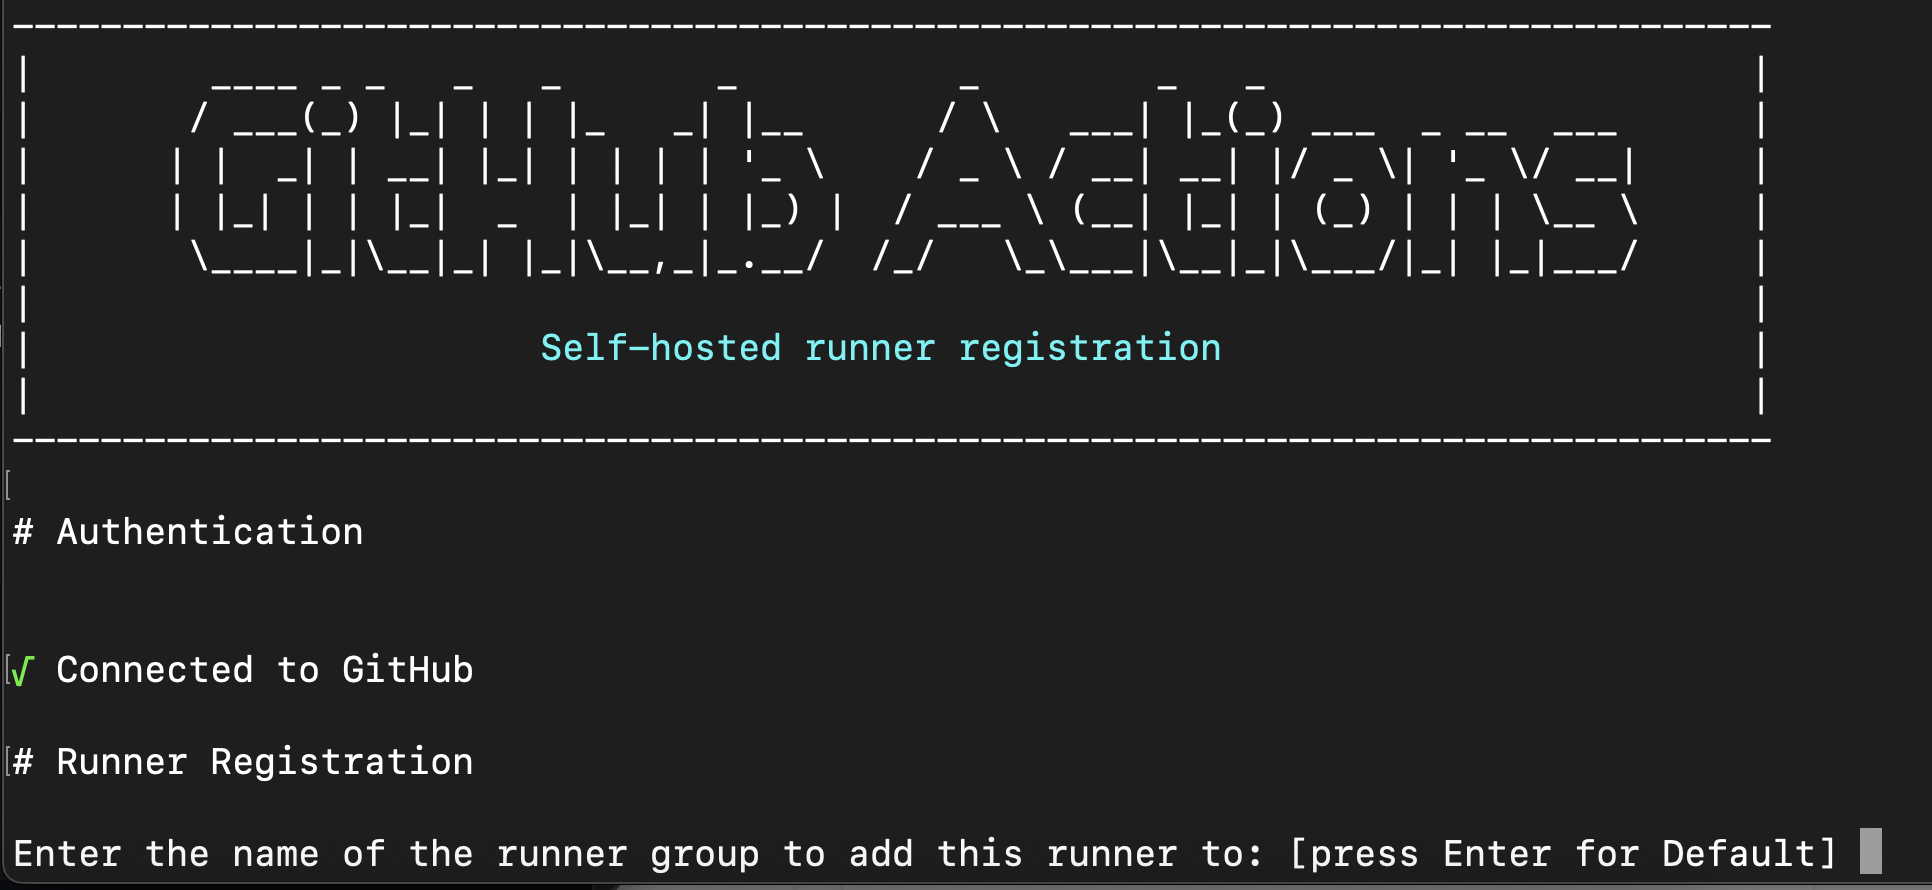 GitHub Actions
Self-hosted runner registration
# Authentication
√ Connected to GitHub
# Runner Registration
Enter the name of the runner group to add this runner to: [press Enter for Default]